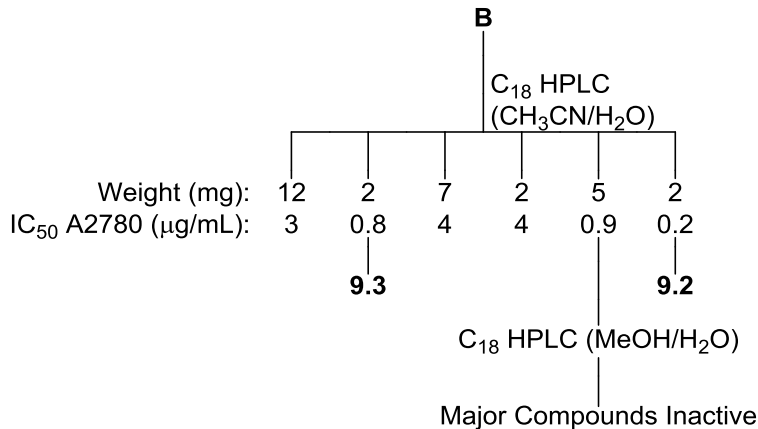 B
C18 HPLC
(CH3CN/H2O)
Weight (mg): 12 2 7 2 5 2
IC50 A2780 (μg/mL): 3 0.8 4 4 0.9 0.2
9.3 9.2
C18 HPLC (MeOH/H2O)
Major Compounds Inactive